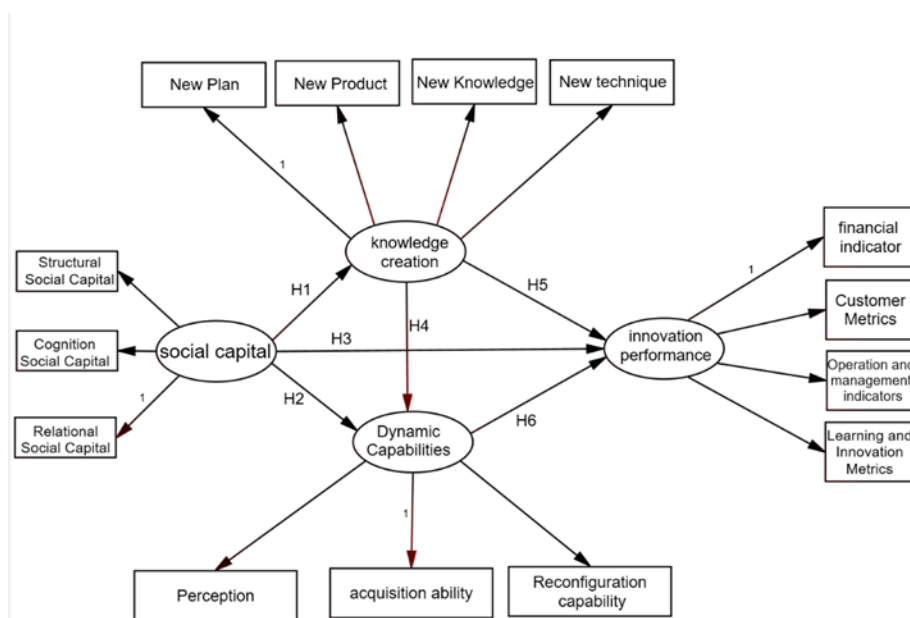 New Plan
New Product
New Knowledge
New technique
1
knowledge
creation
financial
indicator
1
Structural
Social Capital
H1
H5
Customer
Metrics
H4
Cognition
Social Capital
social capital
H3
innovation
performance
Operation and
management
indicators
1
H2
Relational
Social Capital
H6
Dynamic
Capabilities
Learning and
Innovation
Metrics
1
Perception
acquisition ability
Reconfiguration
capability